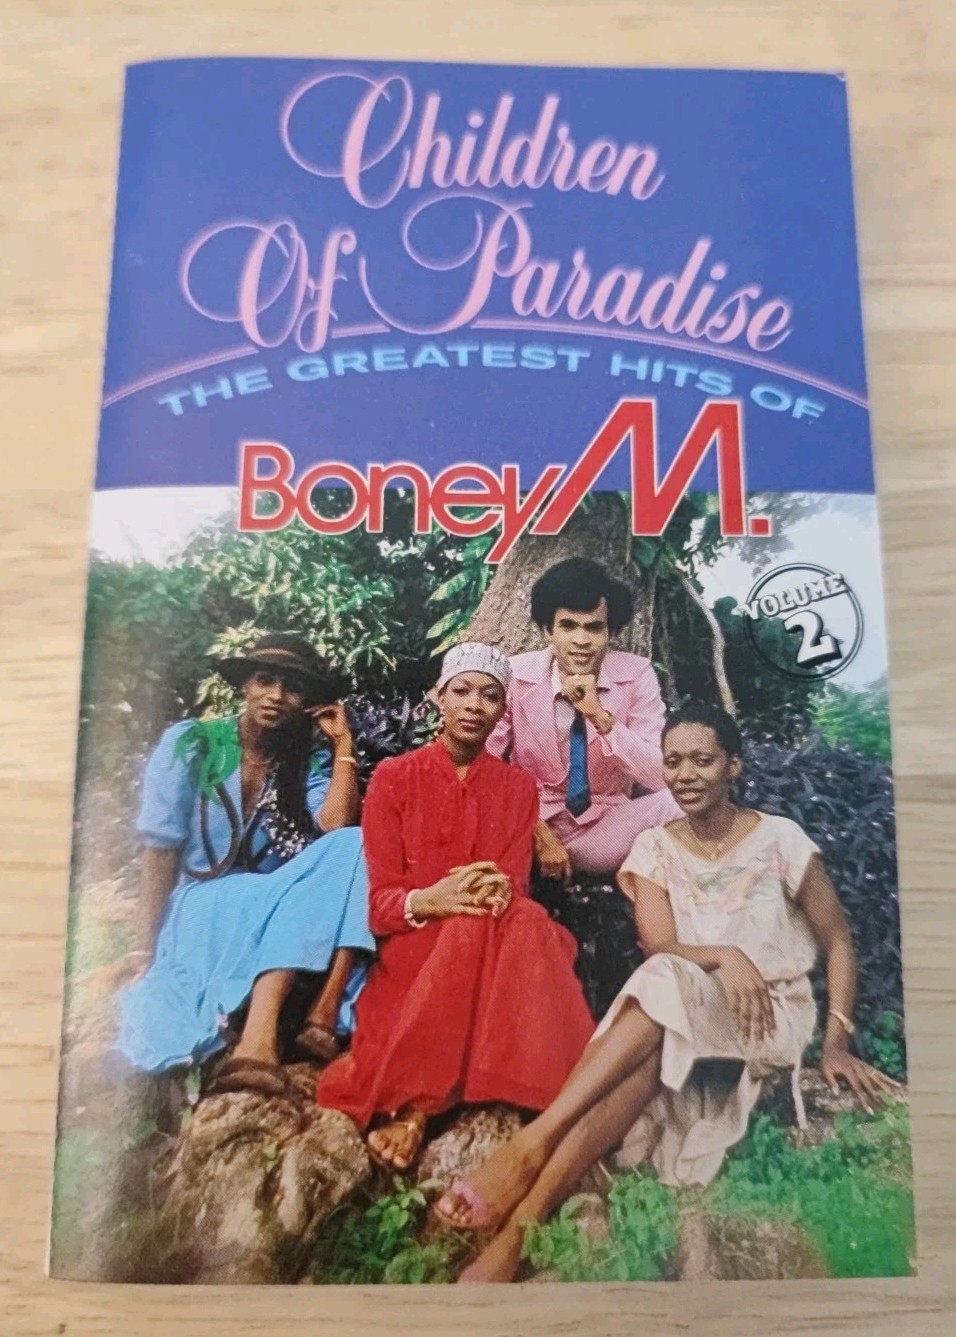 Children
Of Paradise
THE GREATEST HITS OF
Boney M.
VOLUME
2